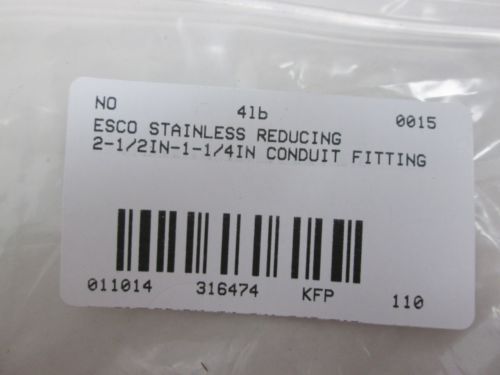 NO 4lb 0015
ESCO STAINLESS REDUCING
2-1/2IN-1-1/4IN CONDUIT FITTING
011014 316474 KFP 110